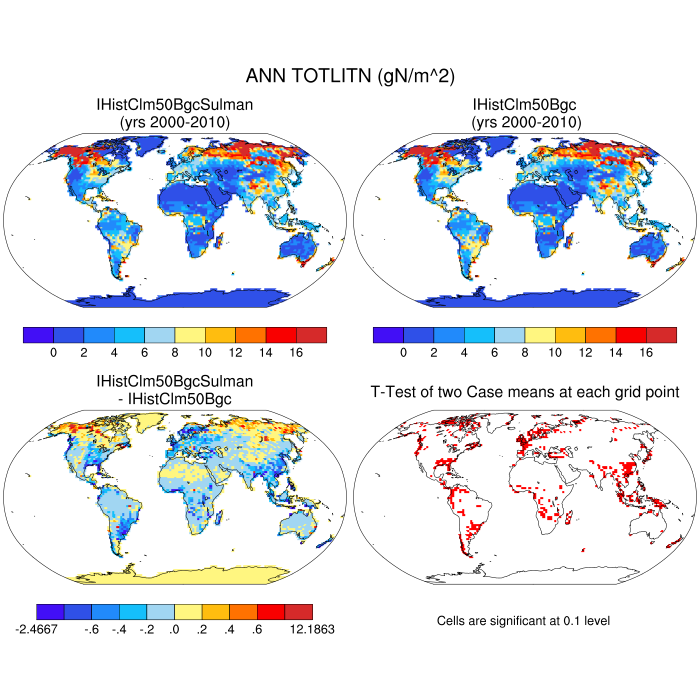 ANN TOTLITN (gN/m^2)
IHistClm50BgcSulman
(yrs 2000-2010)
IHistClm50Bgc
(yrs 2000-2010)
0 2 4 6 8 10 12 14 16
0 2 4 6 8 10 12 14 16
IHistClm50BgcSulman
- IHistClm50Bgc
T-Test of two Case means at each grid point
-2.4667 -.6 -.4 -.2 .0 .2 .4 .6 12.1863
Cells are significant at 0.1 level